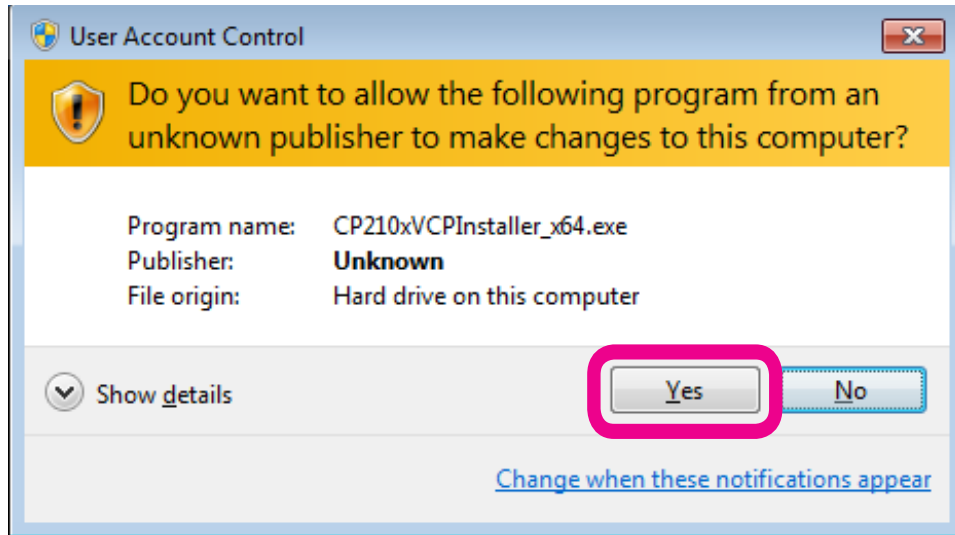 User Account Control
Do you want to allow the following program from an
unknown publisher to make changes to this computer?
Program name: CP210xVCPInstaller_x64.exe
Publisher: Unknown
File origin: Hard drive on this computer
Show details
Yes No
Change when these notifications appear